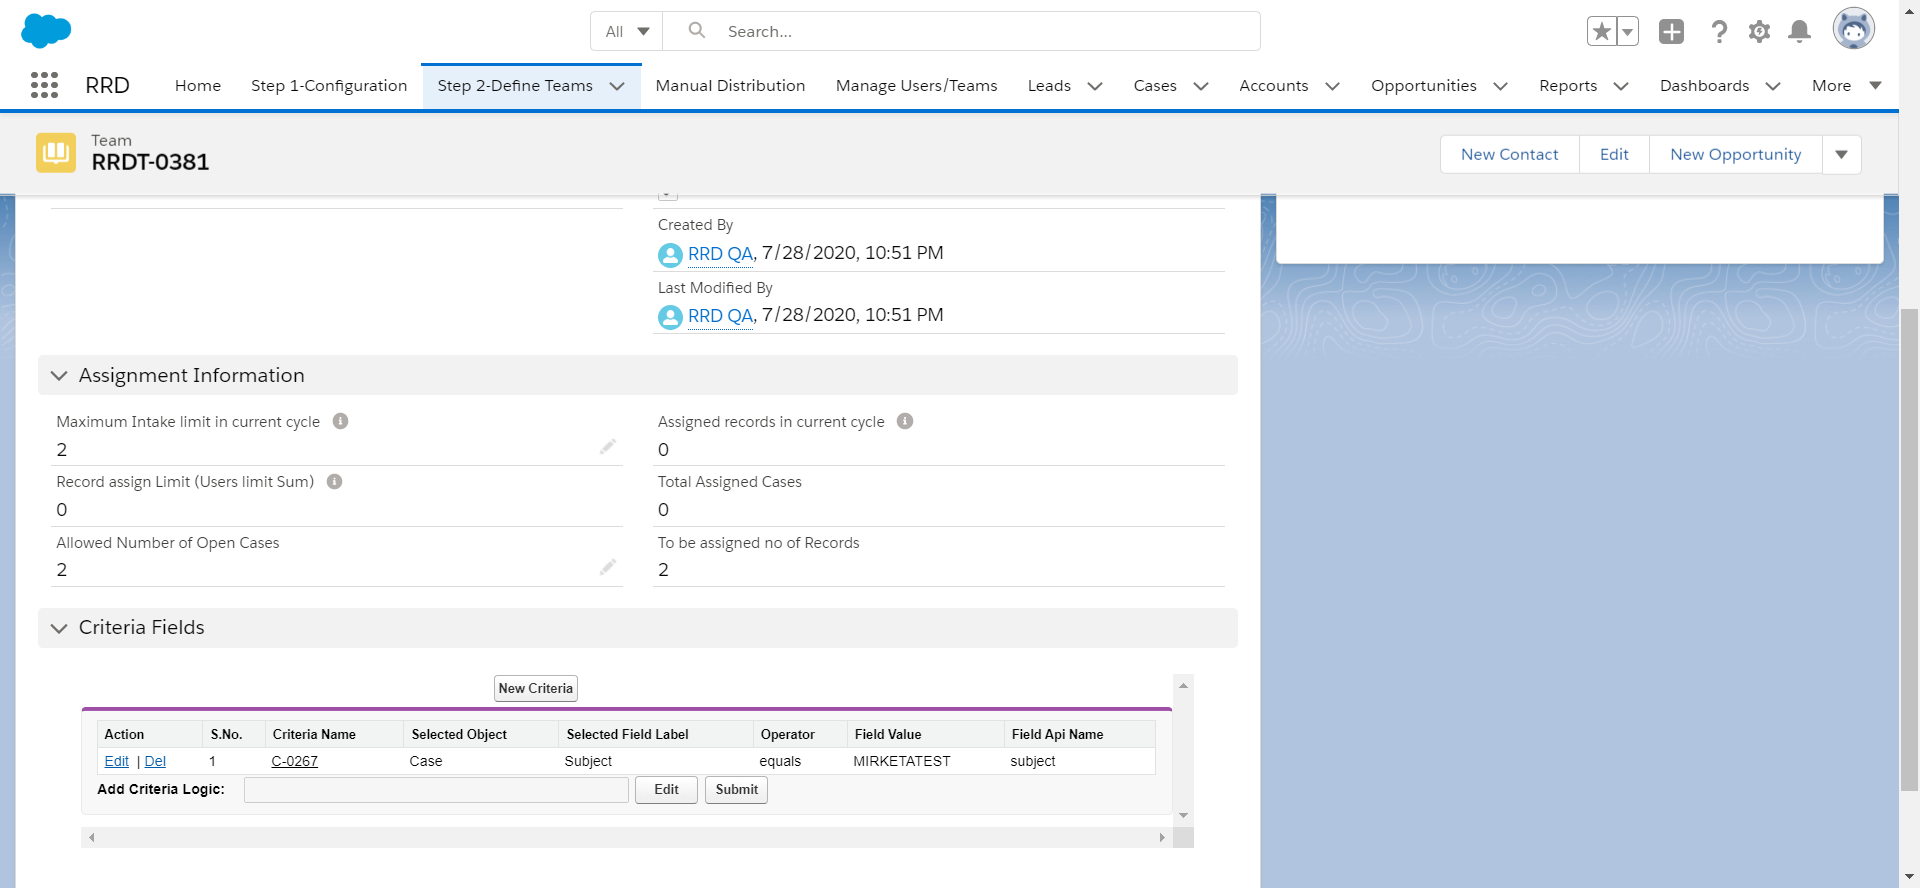 All
Search...
RRD
Home
Step 1-Configuration
Step 2-Define Teams
Manual Distribution
Manage Users/Teams
Leads
Cases
Accounts
Opportunities
Reports
Dashboards
More
Team
RRDT-0381
New Contact
Edit
New Opportunity
Created By
RRD QA, 7/28/2020, 10:51 PM
Last Modified By
RRD QA, 7/28/2020, 10:51 PM
Assignment Information
Maximum Intake limit in current cycle
2
Assigned records in current cycle
0
Record assign Limit (Users limit Sum)
0
Total Assigned Cases
0
Allowed Number of Open Cases
2
To be assigned no of Records
2
Criteria Fields
New Criteria
Action S.No. Criteria Name Selected Object Selected Field Label Operator Field Value Field Api Name
Edit | Del 1 C-0267 Case Subject equals MIRKETATEST subject
Add Criteria Logic: Edit Submit